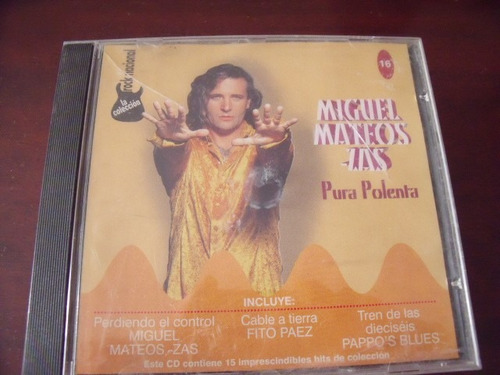 rock nacional
la colección
16
MIGUEL
MATEOS
ZAS
Pura Polenta
INCLUYE:
Perdiendo el control
MIGUEL
MATEOS -ZAS
Cable a tierra
FITO PAEZ
Tren de las
dieciséis
PAPPO'S BLUES
Este CD contiene 15 imprescindibles hits de colección